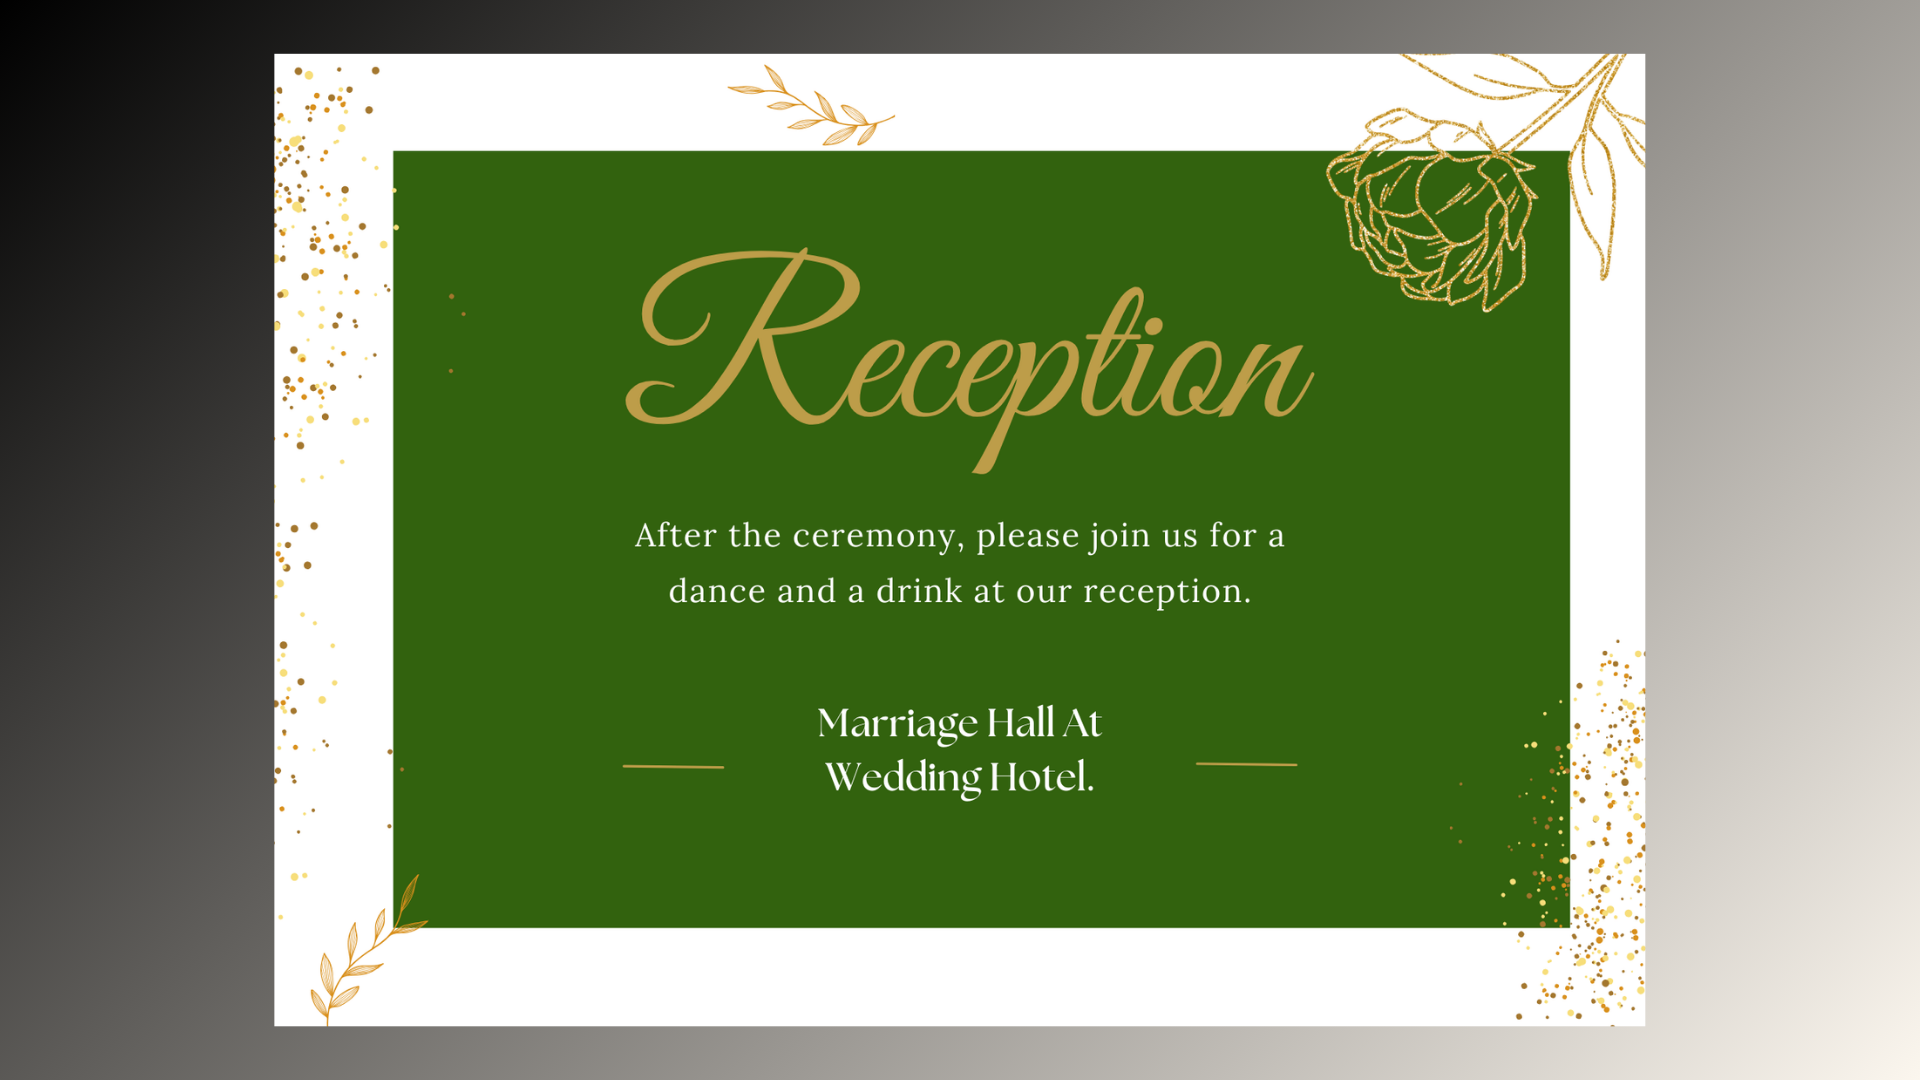 Reception
After the ceremony, please join us for a
dance and a drink at our reception.
Marriage Hall At
Wedding Hotel.